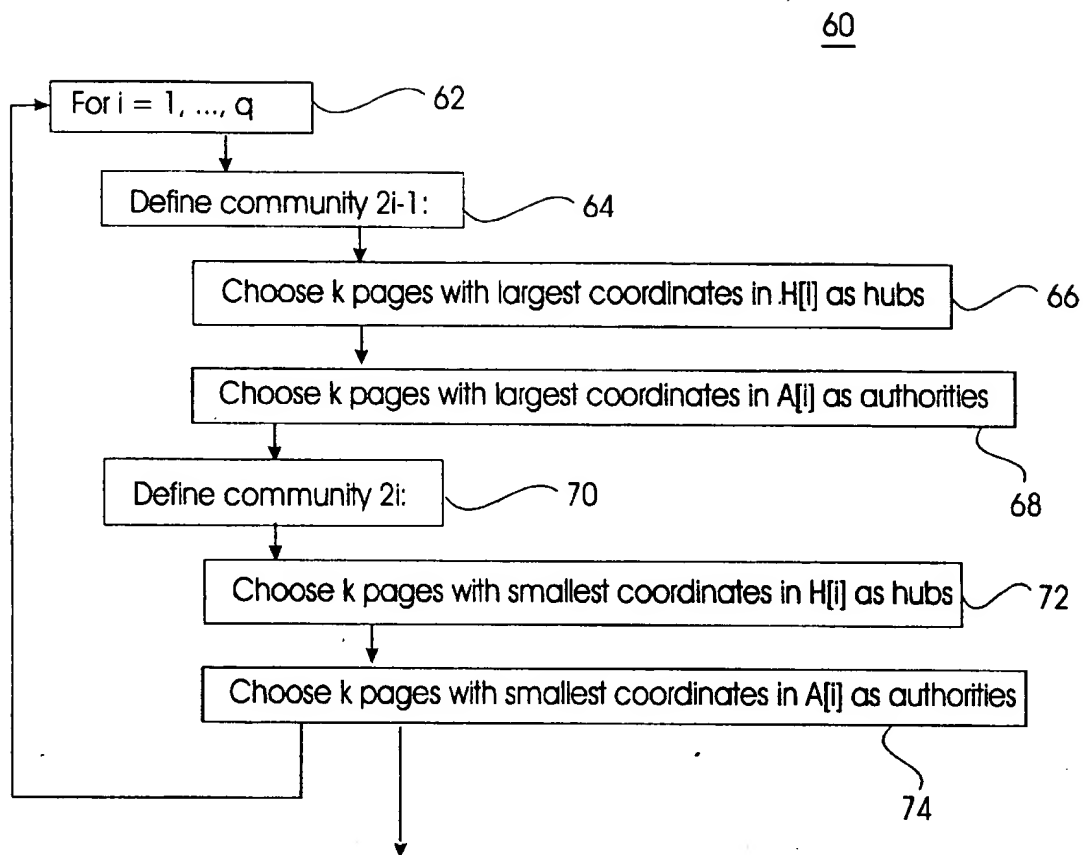 60
For i = 1, ..., q
62
Define community 2i-1:
64
Choose k pages with largest coordinates in H[i] as hubs
66
Choose k pages with largest coordinates in A[i] as authorities
68
Define community 2i:
70
Choose k pages with smallest coordinates in H[i] as hubs
72
Choose k pages with smallest coordinates in A[i] as authorities
74